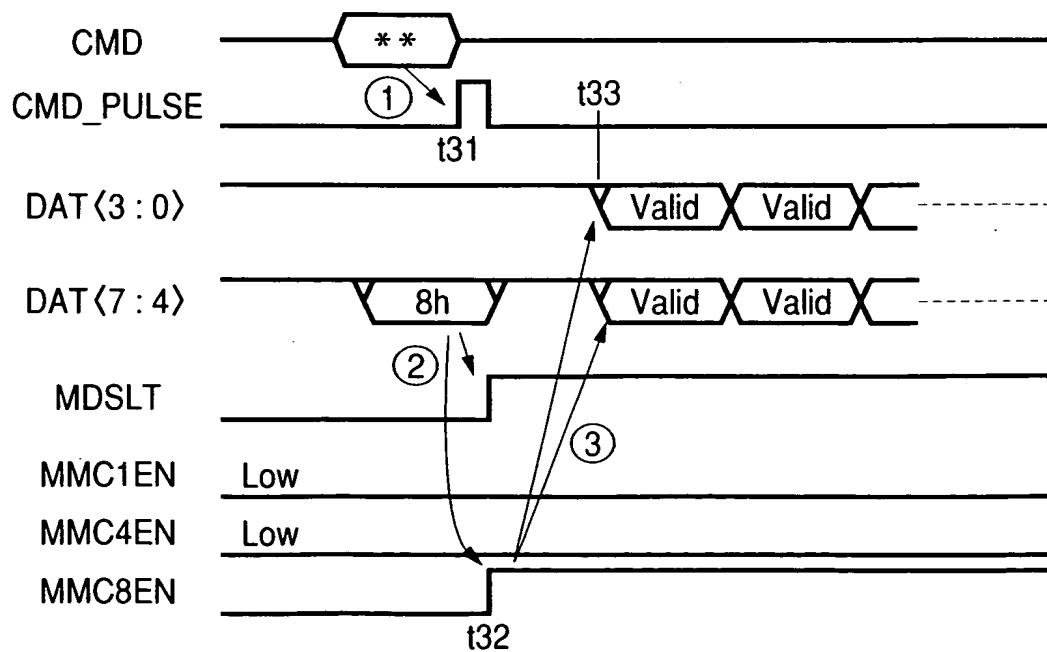 CMD
* *
CMD_PULSE
①
t31
t33
DAT⟨3 : 0⟩
Valid
Valid
DAT⟨7 : 4⟩
8h
Valid
Valid
②
MDSLT
③
MMC1EN
Low
MMC4EN
Low
MMC8EN
t32